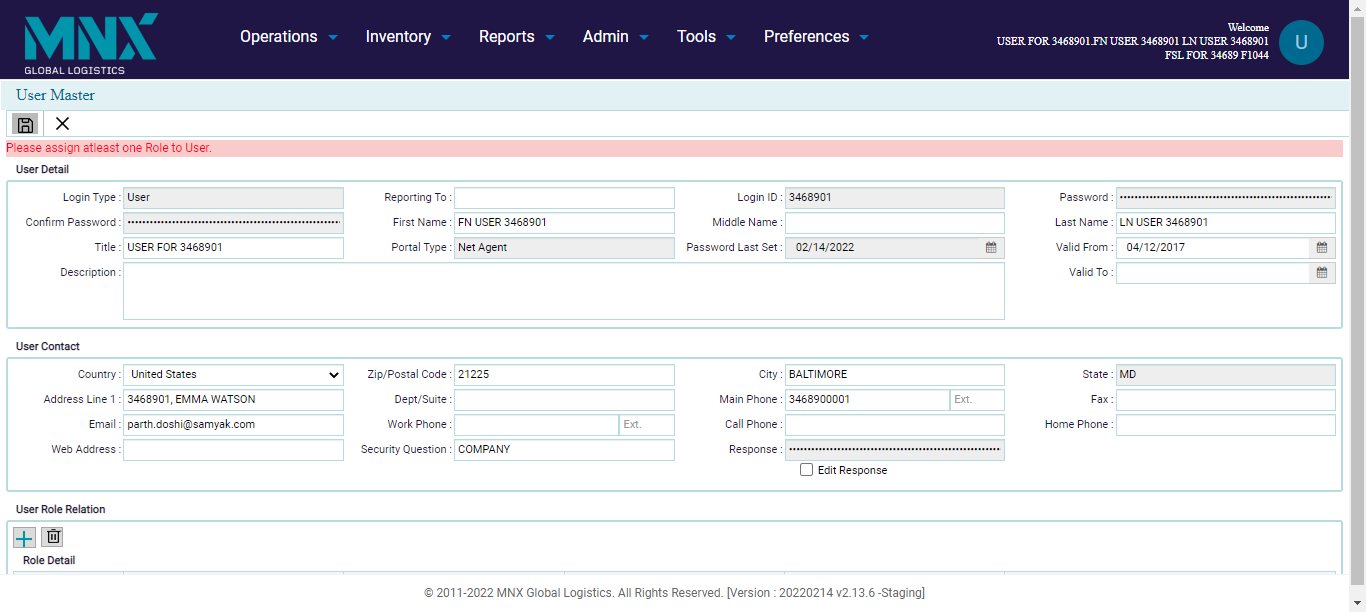 MNX
GLOBAL LOGISTICS
Operations Inventory Reports Admin Tools Preferences
Welcome
USER FOR 3468901.FN USER 3468901 LN USER 3468901
FSL FOR 34689 F1044
U
User Master
Please assign atleast one Role to User.
User Detail
Login Type : User Reporting To : Login ID : 3468901 Password :
Confirm Password : First Name : FN USER 3468901 Middle Name : Last Name : LN USER 3468901
Title : USER FOR 3468901 Portal Type : Net Agent Password Last Set : 02/14/2022 Valid From : 04/12/2017
Description : Valid To :
User Contact
Country : United States Zip/Postal Code : 21225 City : BALTIMORE State : MD
Address Line 1 : 3468901, EMMA WATSON Dept/Suite : Main Phone : 3468900001 Ext. Fax :
Email : parth.doshi@samyak.com Work Phone : Ext. Call Phone : Home Phone :
Web Address : Security Question : COMPANY Response :
Edit Response
User Role Relation
Role Detail
© 2011-2022 MNX Global Logistics. All Rights Reserved. [Version : 20220214 v2.13.6 -Staging]